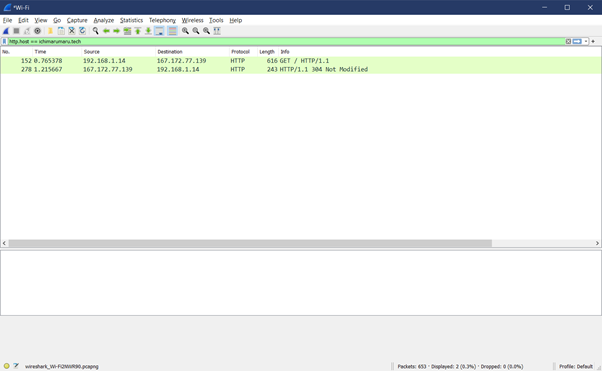 *Wi-Fi
File Edit View Go Capture Analyze Statistics Telephony Wireless Tools Help
http.host == ichimarumaru.tech
No. Time Source Destination Protocol Length Info
152 0.765378 192.168.1.14 167.172.77.139 HTTP 616 GET / HTTP/1.1
278 1.215667 167.172.77.139 192.168.1.14 HTTP 243 HTTP/1.1 304 Not Modified
Packets: 653 · Displayed: 2 (0.3%) · Dropped: 0 (0.0%) Profile: Default